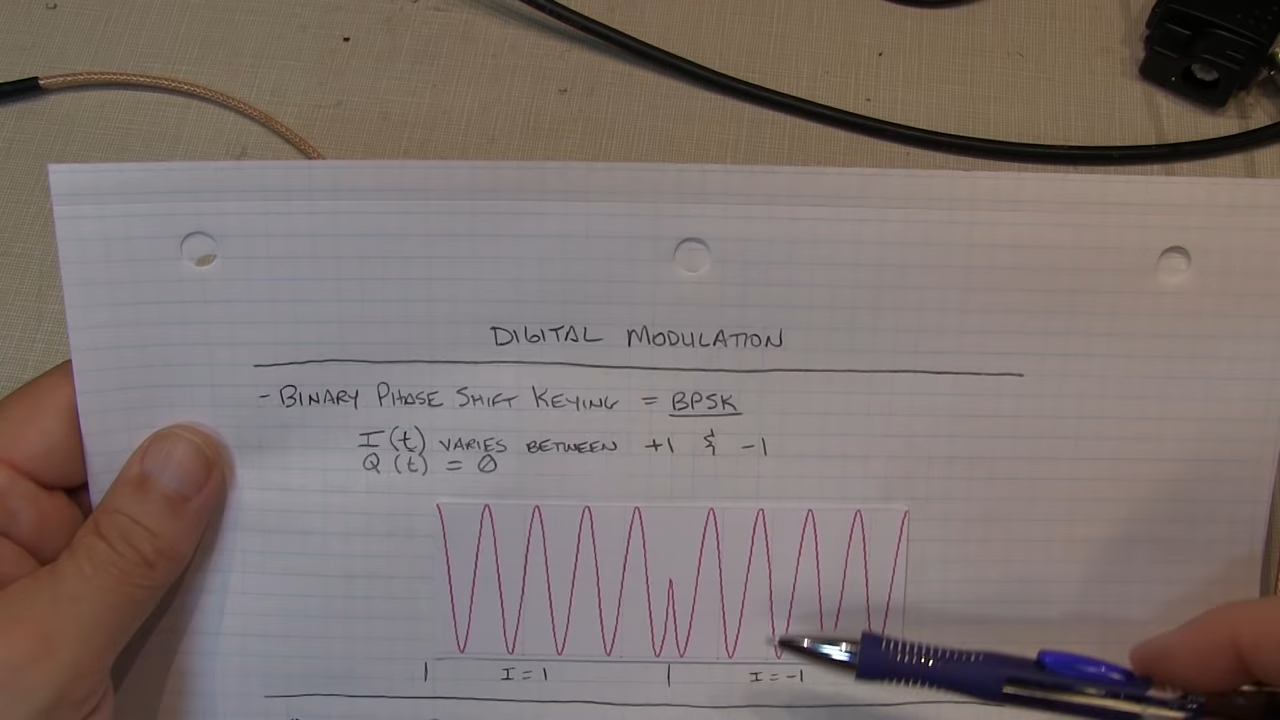 DIGITAL MODULATION
- BINARY PHASE SHIFT KEYING = BPSK
I(t) VARIES BETWEEN +1 & -1
Q(t) = 0
| I=1 | I=-1